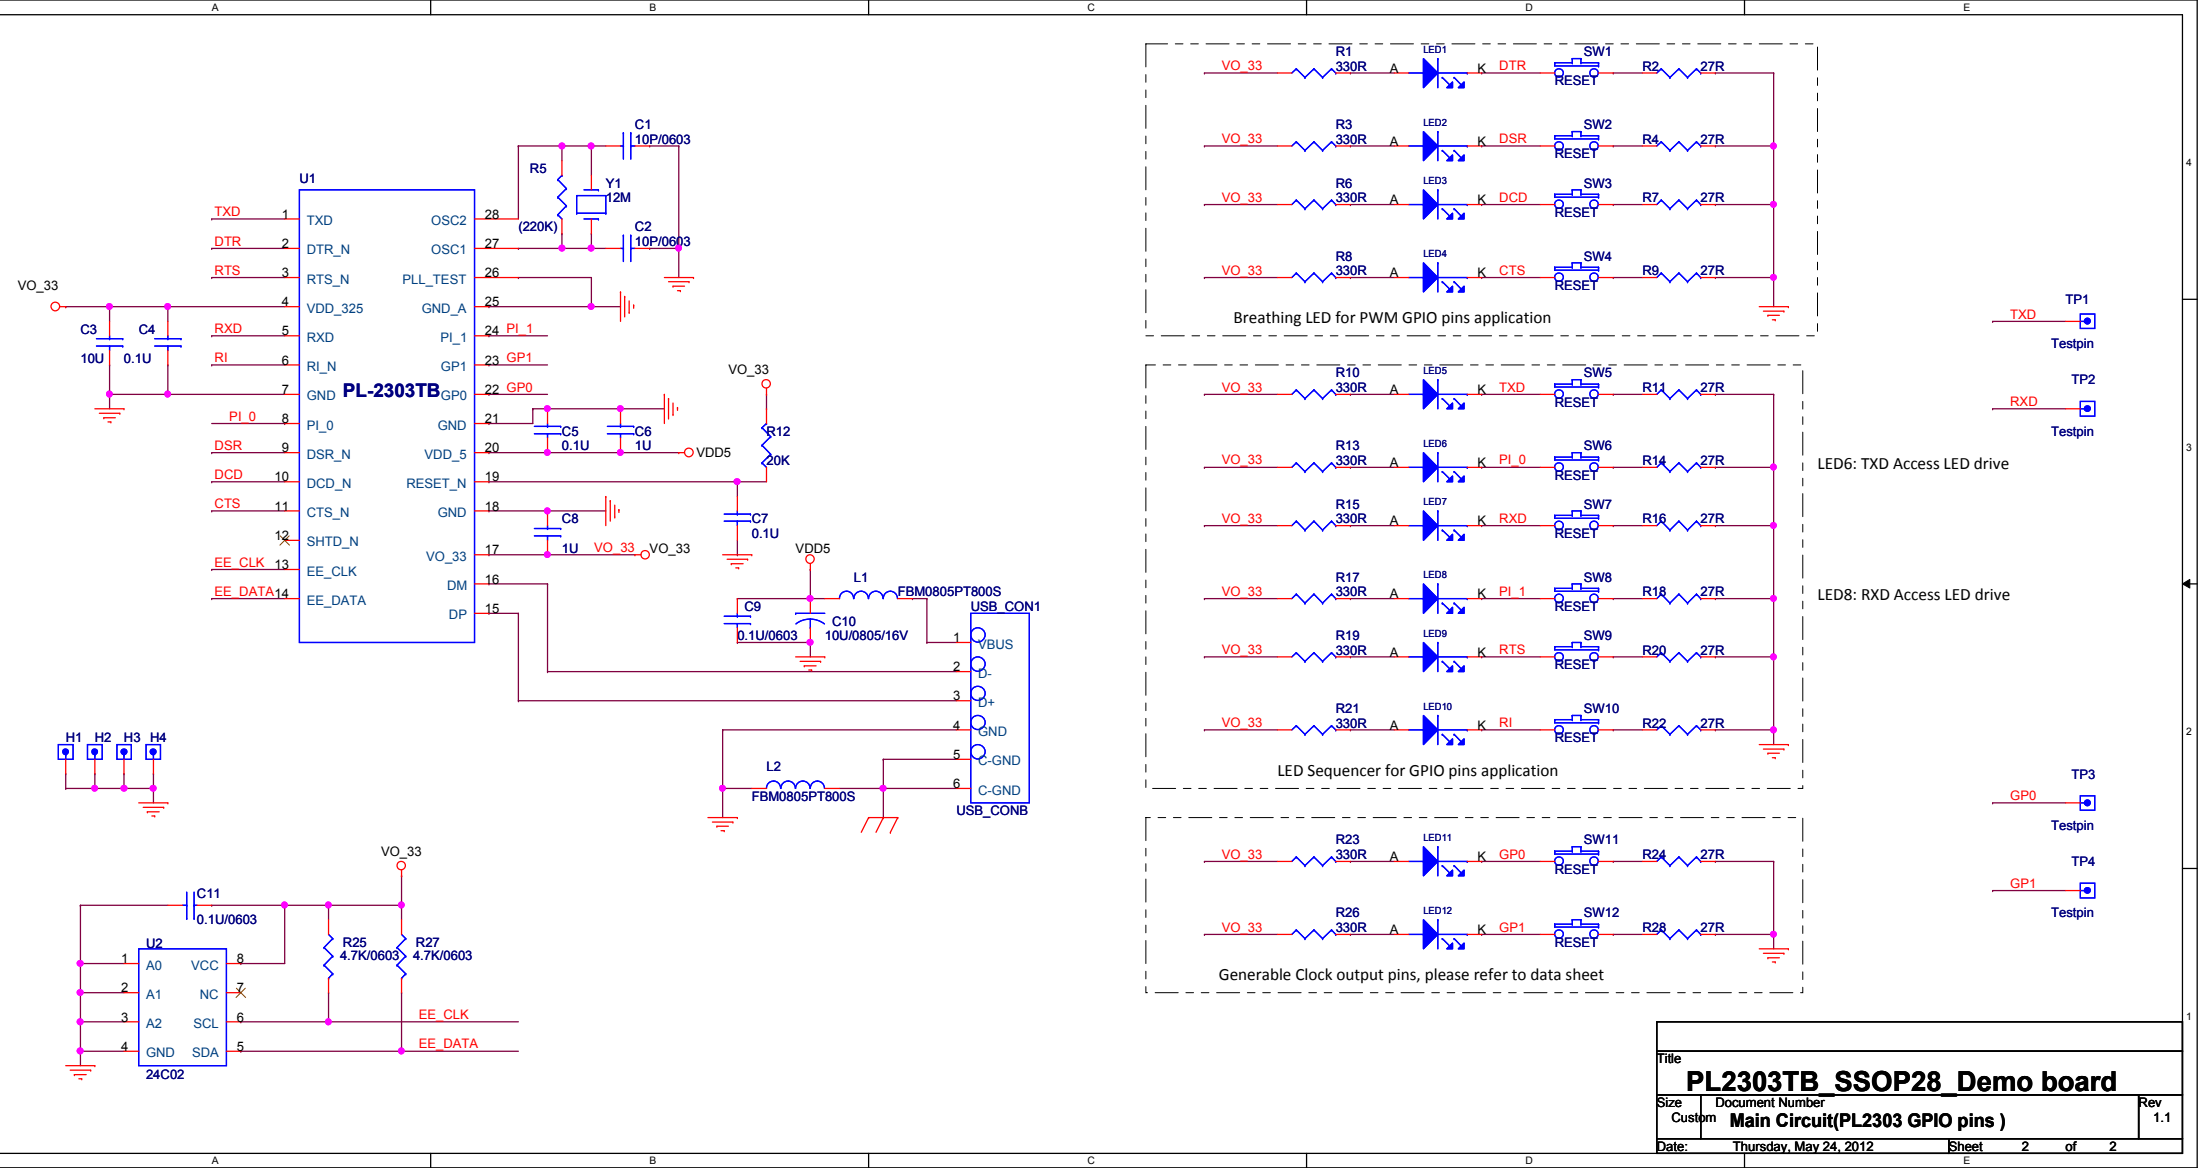 A B C D E
U1
PL-2303TB
TXD 1 TXD
DTR 2 DTR_N
RTS 3 RTS_N
VO_33
4 VDD_325
RXD 5 RXD
RI 6 RI_N
7 GND
PI_0 8 PI_0
DSR 9 DSR_N
DCD 10 DCD_N
CTS 11 CTS_N
12 SHTD_N
EE_CLK 13 EE_CLK
EE_DATA 14 EE_DATA
C3
10U
C4
0.1U
OSC2 28
OSC1 27
PLL_TEST 26
GND_A 25
PI_1 24 PI_1
GP1 23 GP1
GP0 22 GP0
GND 21
VDD_5 20
RESET_N 19
GND 18
VO_33 17
DM 16
DP 15
C1
10P/0603
R5
(220K)
Y1
12M
C2
10P/0603
C5
0.1U
C6
1U
VDD5
VO_33
R12
20K
C7
0.1U
C8
1U
VO_33 VO_33
VDD5
L1
FBM0805PT800S
C9
0.1U/0603
C10
10U/0805/16V
USB_CON1
1 VBUS
2 D-
3 D+
4 GND
5 C-GND
6 C-GND
USB_CONB
L2
FBM0805PT800S
H1 H2 H3 H4
VO_33
C11
0.1U/0603
U2
1 A0 VCC 8
2 A1 NC 7
3 A2 SCL 6
4 GND SDA 5
24C02
R25
4.7K/0603
R27
4.7K/0603
EE_CLK
EE_DATA
VO_33 R1 330R A LED1 K DTR SW1 RESET R2 27R
VO_33 R3 330R A LED2 K DSR SW2 RESET R4 27R
VO_33 R6 330R A LED3 K DCD SW3 RESET R7 27R
VO_33 R8 330R A LED4 K CTS SW4 RESET R9 27R
Breathing LED for PWM GPIO pins application
VO_33 R10 330R A LED5 K TXD SW5 RESET R11 27R
VO_33 R13 330R A LED6 K PI_0 SW6 RESET R14 27R
LED6: TXD Access LED drive
VO_33 R15 330R A LED7 K RXD SW7 RESET R16 27R
VO_33 R17 330R A LED8 K PI_1 SW8 RESET R18 27R
LED8: RXD Access LED drive
VO_33 R19 330R A LED9 K RTS SW9 RESET R20 27R
VO_33 R21 330R A LED10 K RI SW10 RESET R22 27R
LED Sequencer for GPIO pins application
VO_33 R23 330R A LED11 K GP0 SW11 RESET R24 27R
VO_33 R26 330R A LED12 K GP1 SW12 RESET R28 27R
Generable Clock output pins, please refer to data sheet
TP1
TXD
Testpin
TP2
RXD
Testpin
TP3
GP0
Testpin
TP4
GP1
Testpin
4
3
2
1
Title
PL2303TB_SSOP28_Demo board
Size Document Number Rev
Custom Main Circuit(PL2303 GPIO pins ) 1.1
Date: Thursday, May 24, 2012 Sheet 2 of 2
A B C D E